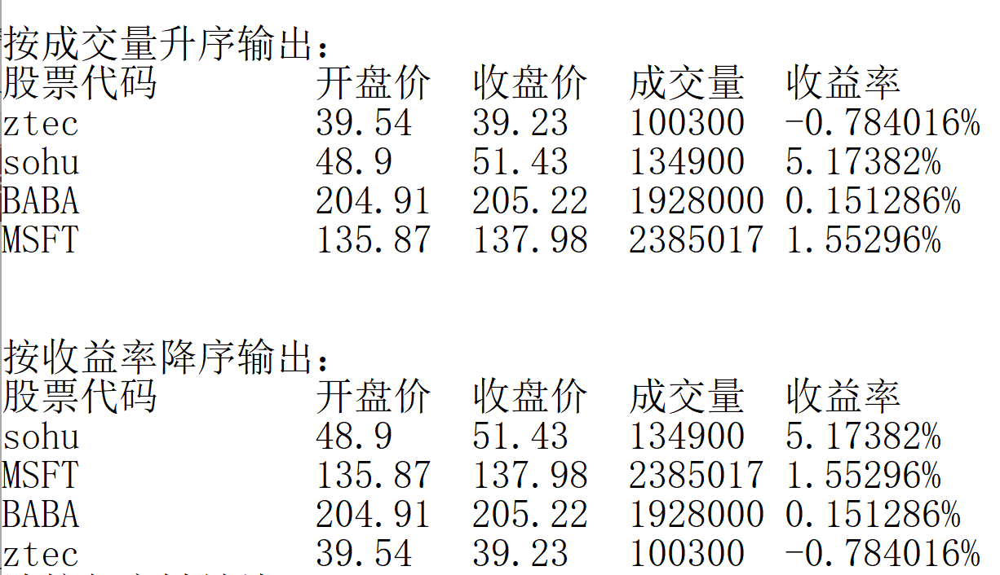 按成交量升序输出：
股票代码 开盘价 收盘价 成交量 收益率
ztec 39.54 39.23 100300 -0.784016%
sohu 48.9 51.43 134900 5.17382%
BABA 204.91 205.22 1928000 0.151286%
MSFT 135.87 137.98 2385017 1.55296%
按收益率降序输出：
股票代码 开盘价 收盘价 成交量 收益率
sohu 48.9 51.43 134900 5.17382%
MSFT 135.87 137.98 2385017 1.55296%
BABA 204.91 205.22 1928000 0.151286%
ztec 39.54 39.23 100300 -0.784016%